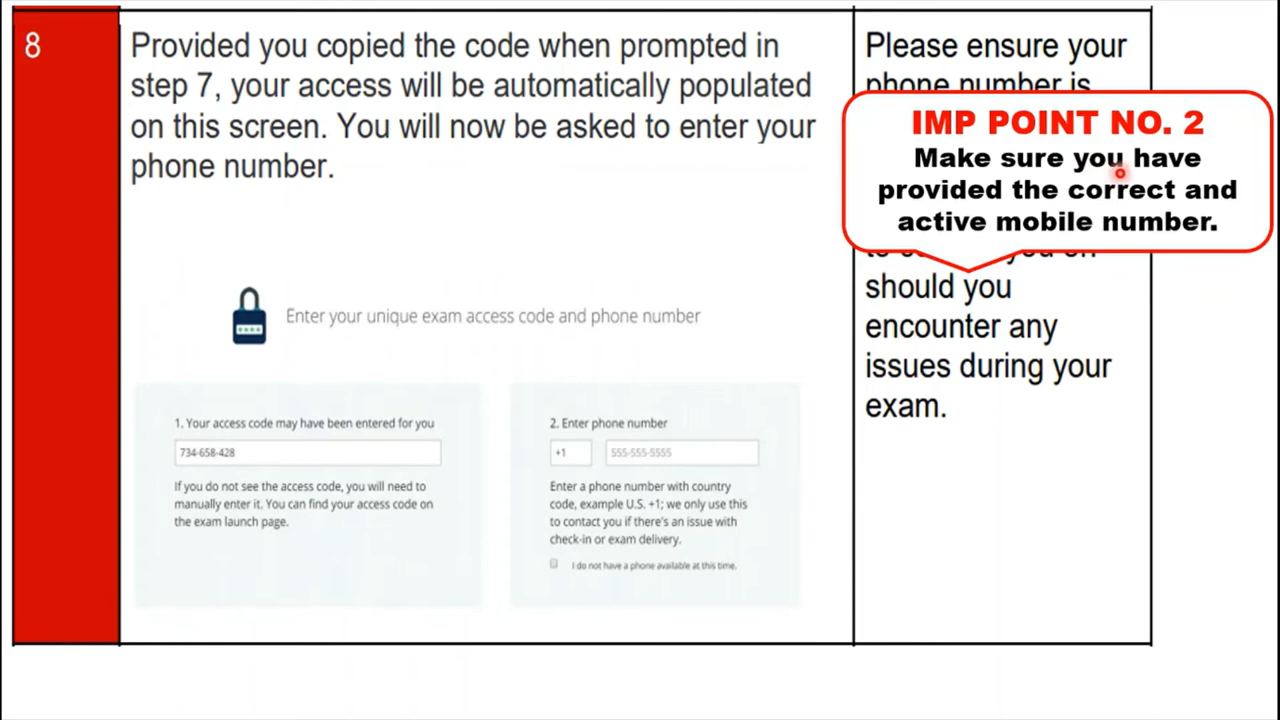 8
Provided you copied the code when prompted in
step 7, your access will be automatically populated
on this screen. You will now be asked to enter your
phone number.
Enter your unique exam access code and phone number
1. Your access code may have been entered for you
734-658-428
If you do not see the access code, you will need to
manually enter it. You can find your access code on
the exam launch page.
2. Enter phone number
+1
555-555-5555
Enter a phone number with country
code, example U.S. +1; we only use this
to contact you if there's an issue with
check-in or exam delivery.
I do not have a phone available at this time.
Please ensure your
phone number is
IMP POINT NO. 2
Make sure you have
provided the correct and
active mobile number.
should you
encounter any
issues during your
exam.